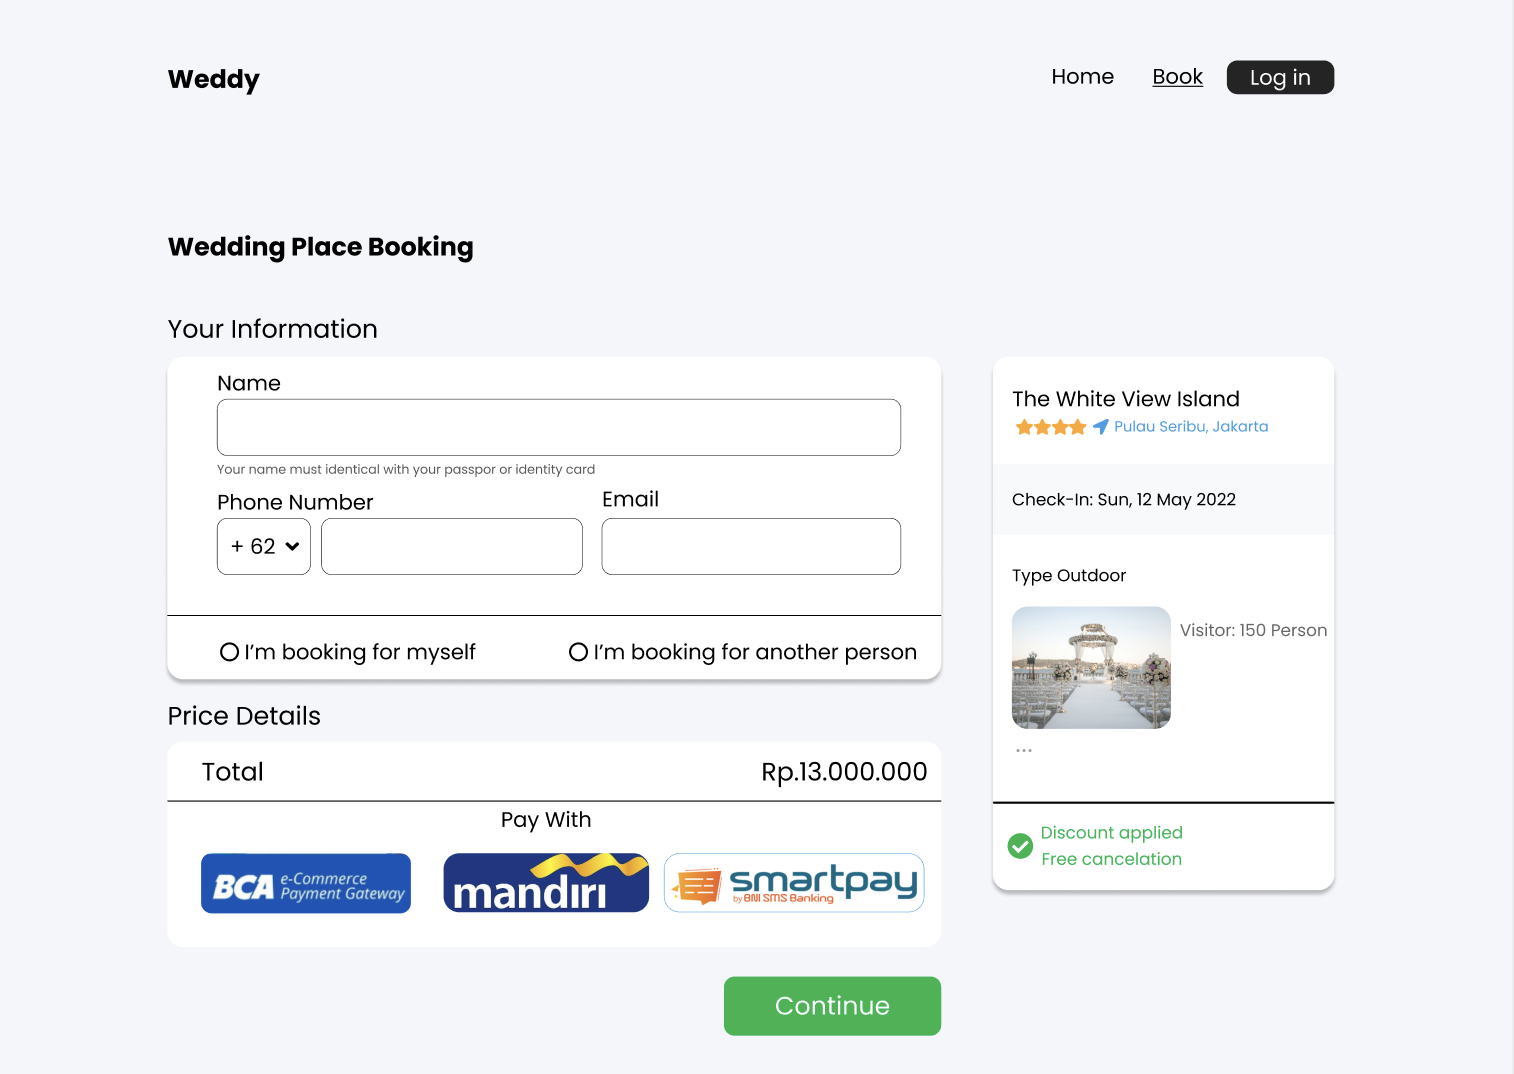 Weddy
Home
Book
Log in
Wedding Place Booking
Your Information
Name
Your name must identical with your passpor or identity card
Phone Number
Email
+ 62
I'm booking for myself
I'm booking for another person
Price Details
Total
Rp.13.000.000
Pay With
BCA e-Commerce
Payment Gateway
mandiri
smartpay
by BNI SMS Banking
Continue
The White View Island
Pulau Seribu, Jakarta
Check-In: Sun, 12 May 2022
Type Outdoor
Visitor: 150 Person
...
Discount applied
Free cancelation